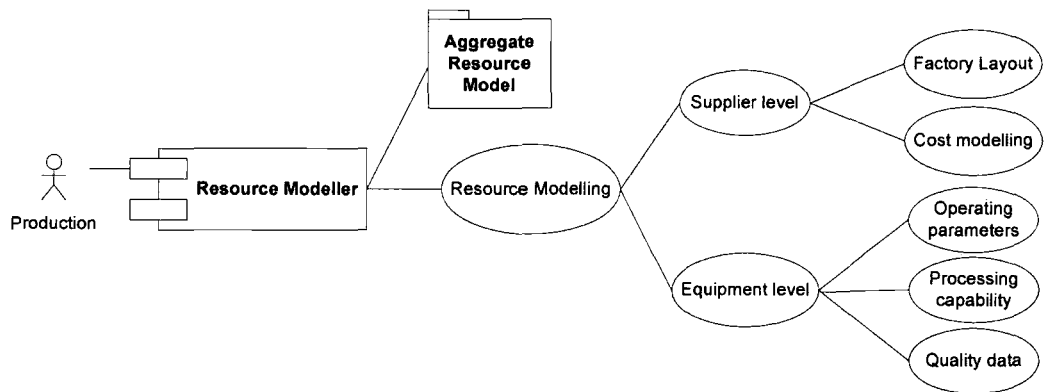 Production
Resource Modeller
Aggregate
Resource
Model
Resource Modelling
Supplier level
Factory Layout
Cost modelling
Equipment level
Operating
parameters
Processing
capability
Quality data